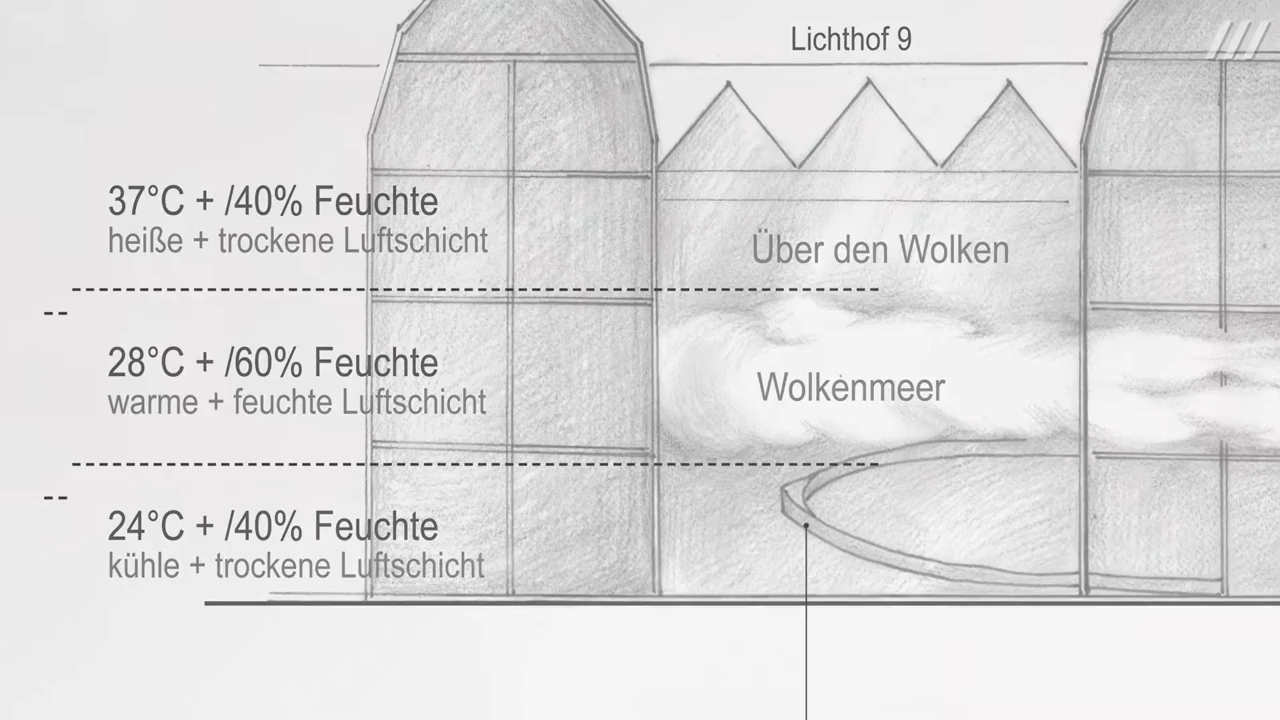 Lichthof 9
37°C + /40% Feuchte
heiße + trockene Luftschicht
Über den Wolken
28°C + /60% Feuchte
warme + feuchte Luftschicht
Wolkenmeer
24°C + /40% Feuchte
kühle + trockene Luftschicht